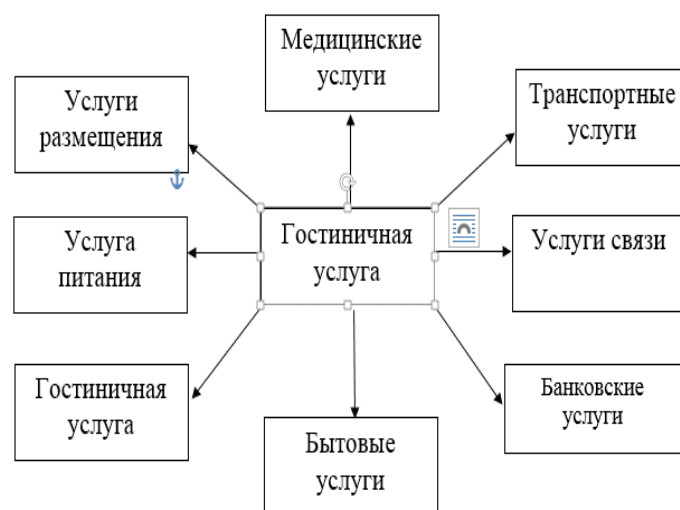 Медицинские
услуги
Услуги
размещения
Транспортные
услуги
Услуга
питания
Гостиничная
услуга
Услуги связи
Гостиничная
услуга
Бытовые
услуги
Банковские
услуги